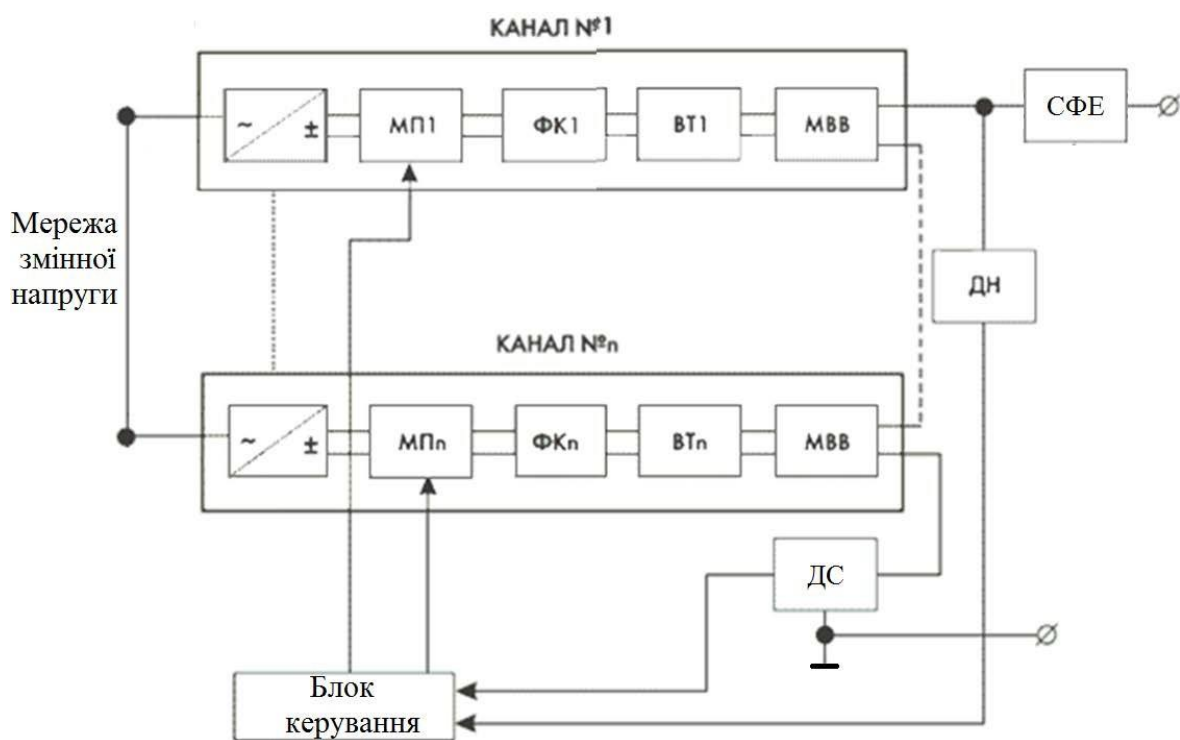 КАНАЛ №1
~ ± МП1 ФК1 ВТ1 МВВ СФЕ
Мережа
змінної
напруги
ДН
КАНАЛ №n
~ ± МПn ФКn ВТn МВВ
ДС
Блок
керування